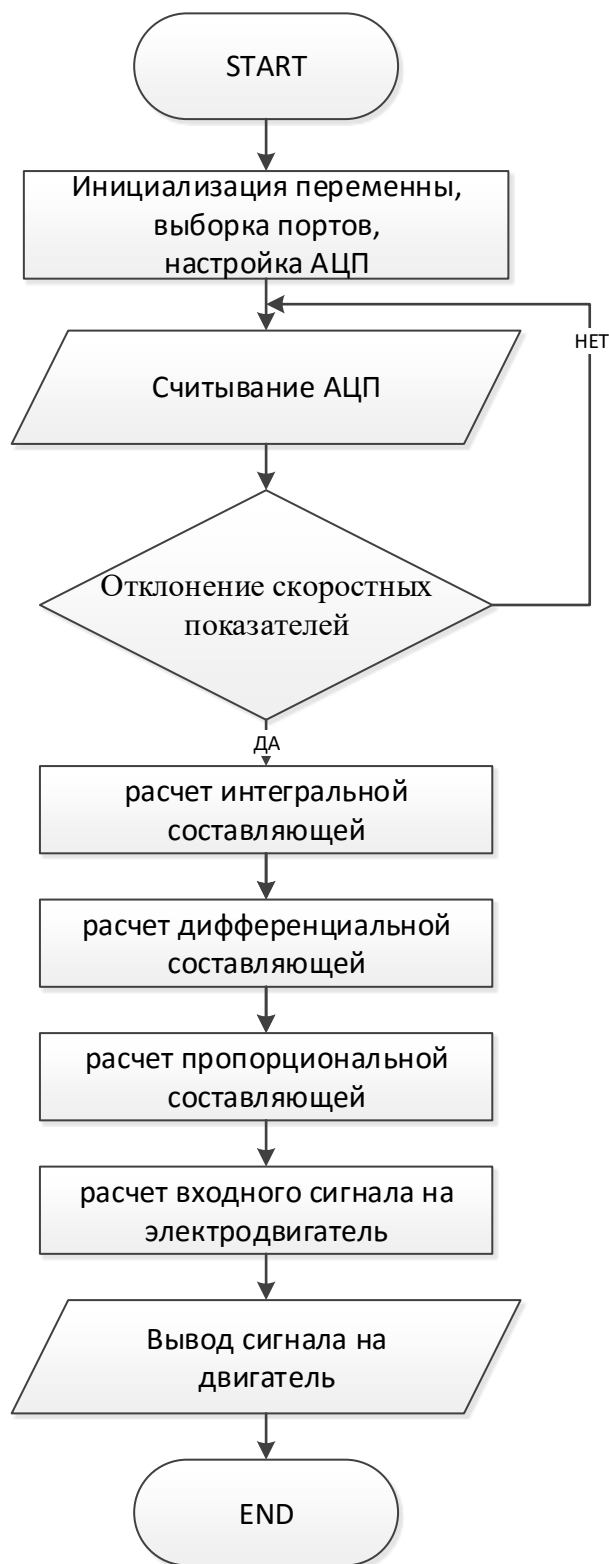 START
Инициализация переменны,
выборка портов,
настройка АЦП
НЕТ
Считывание АЦП
Отклонение скоростных
показателей
ДА
расчет интегральной
составляющей
расчет дифференциальной
составляющей
расчет пропорциональной
составляющей
расчет входного сигнала на
электродвигатель
Вывод сигнала на
двигатель
END